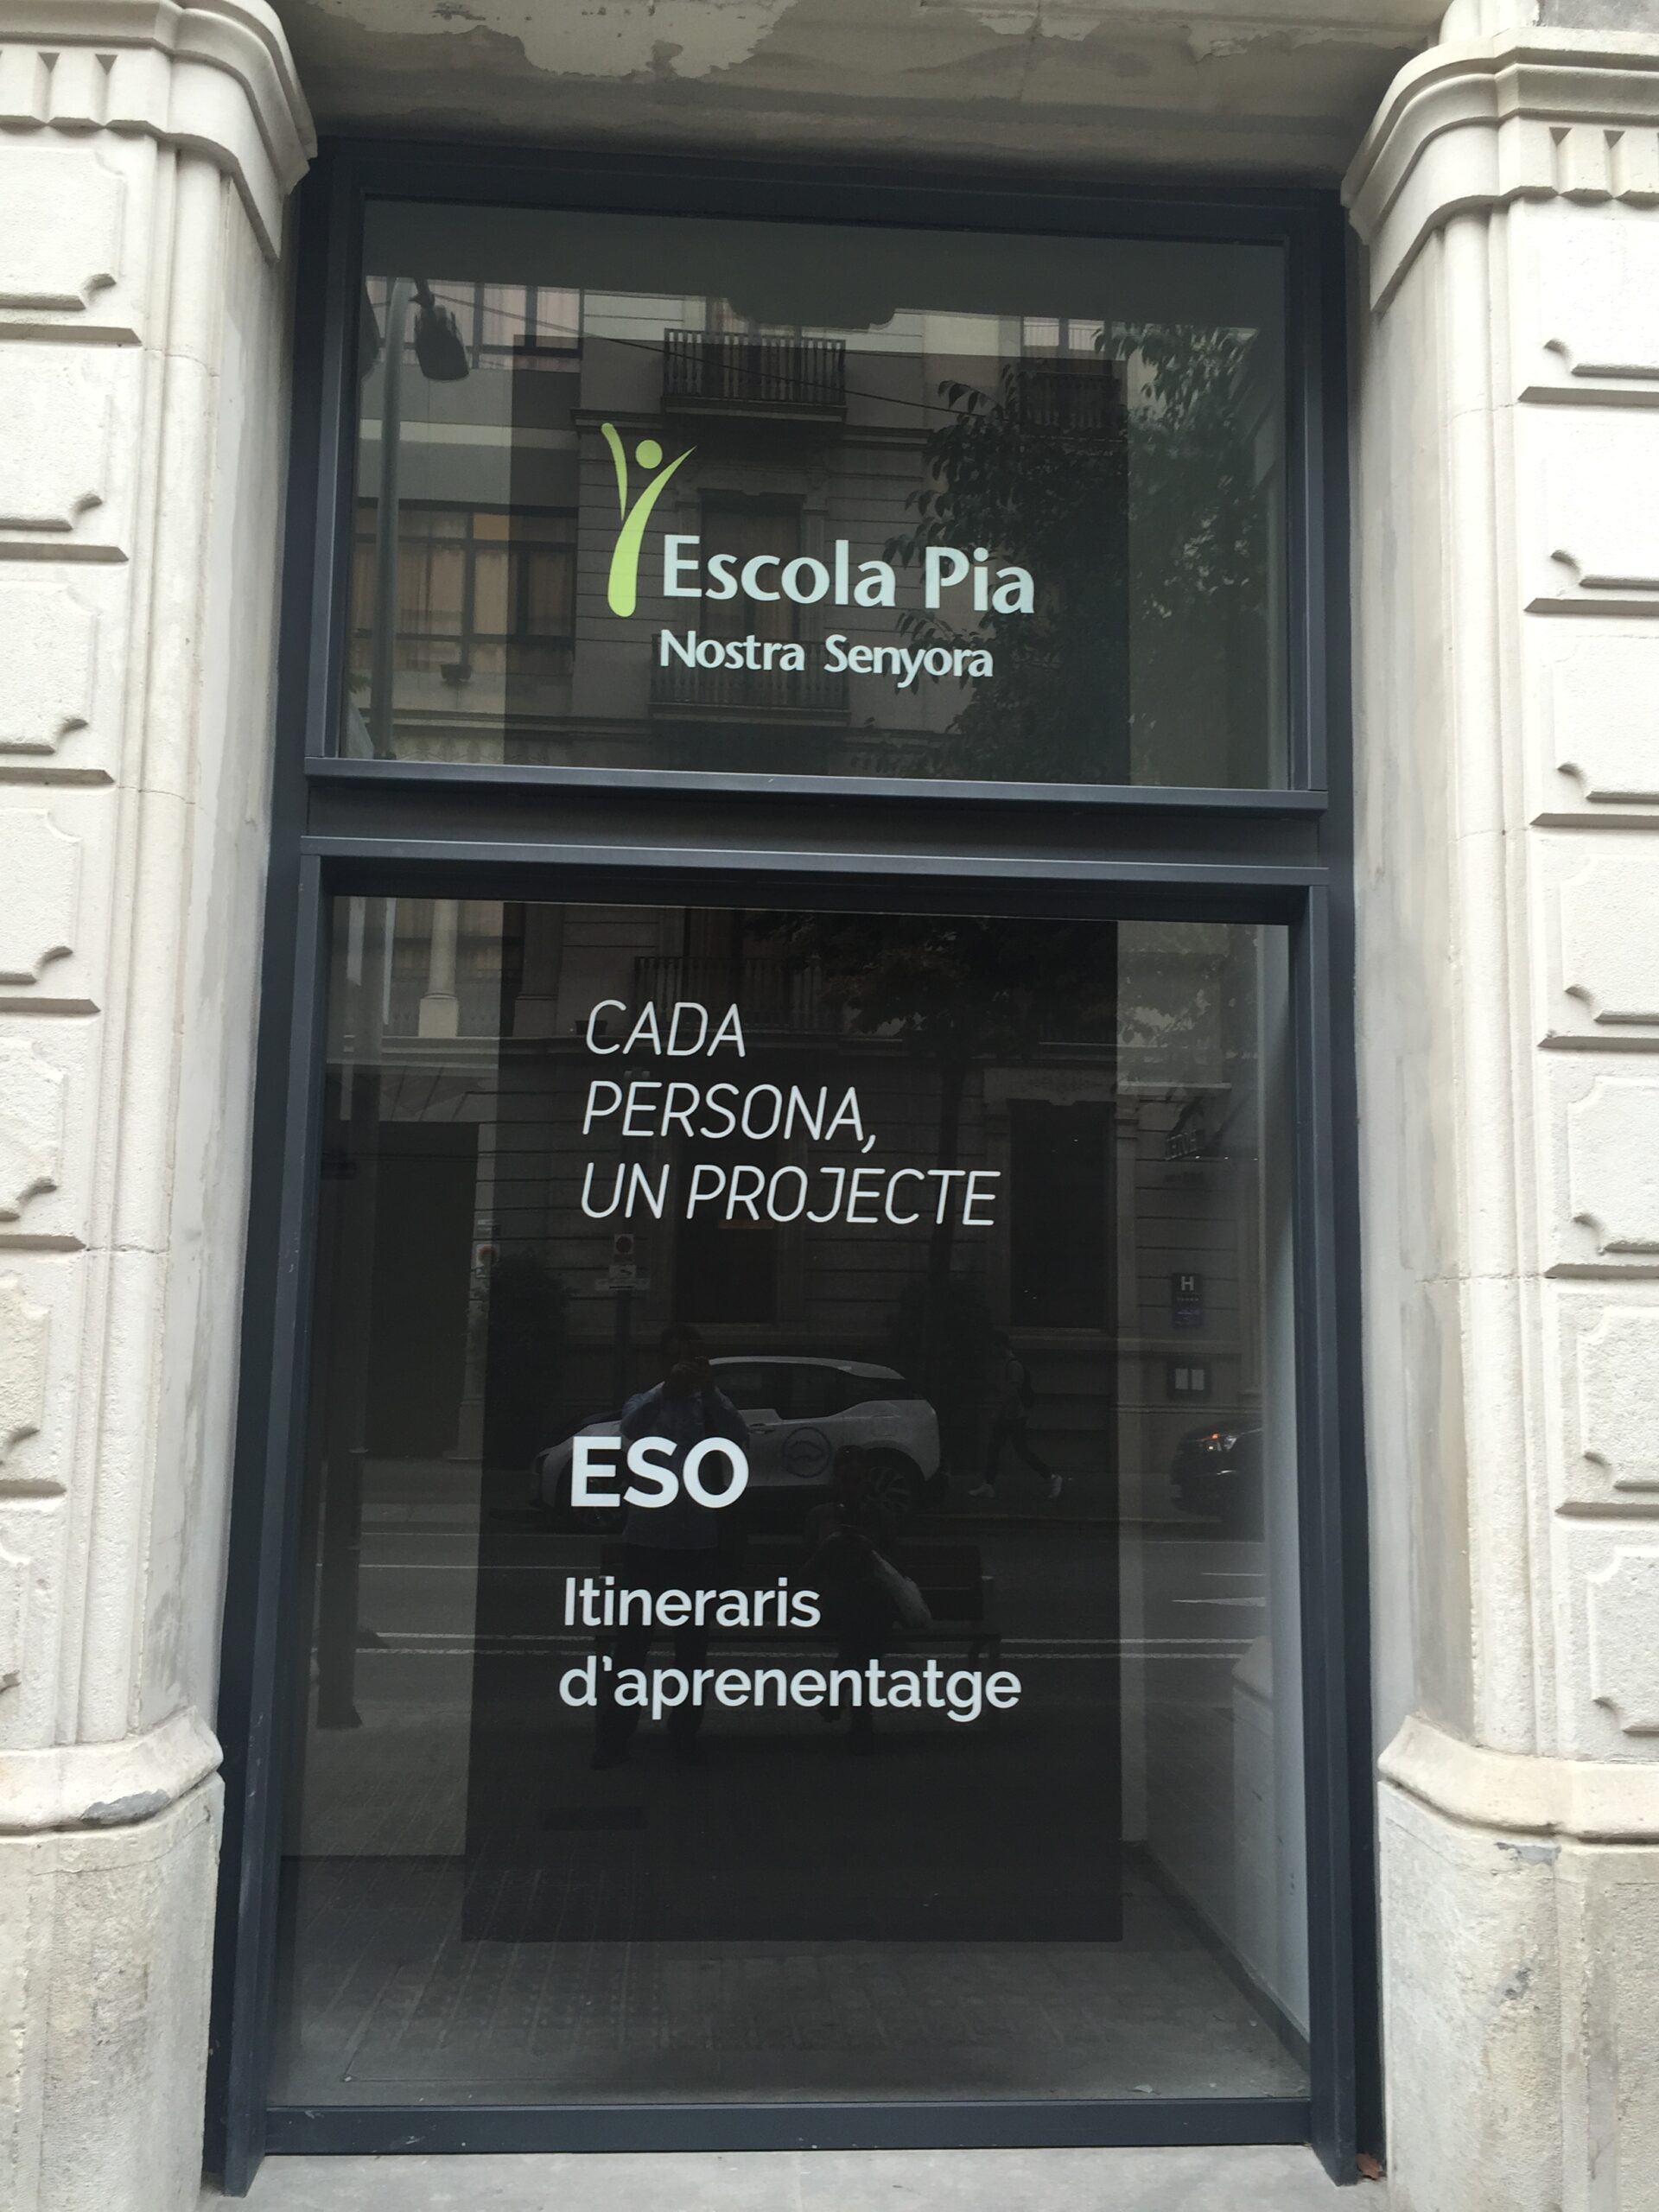 Escola Pia
Nostra Senyora
CADA
PERSONA,
UN PROJECTE
ESO
Itineraris
d'aprenentatge
H